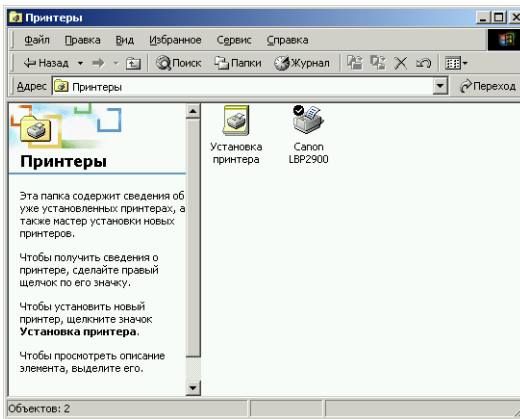 Принтеры
Файл Правка Вид Избранное Сервис Справка
Назад Поиск Папки Журнал
Адрес Принтеры Переход
Принтеры
Эта папка содержит сведения об
уже установленных принтерах, а
также мастер установки новых
принтеров.
Чтобы получить сведения о
принтере, сделайте правый
щелчок по его значку.
Чтобы установить новый
принтер, щелкните значок
Установка принтера.
Чтобы просмотреть описание
элемента, выделите его.
Установка
принтера
Canon
LBP2900
Объектов: 2